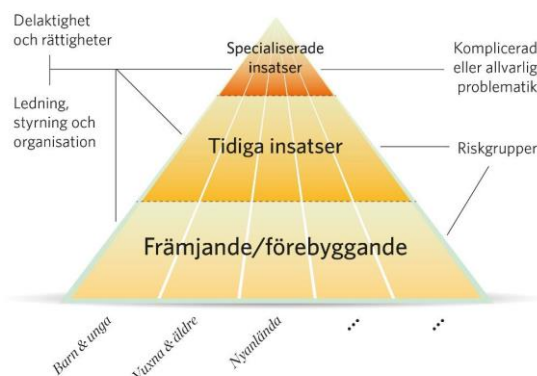 Delaktighet
och rättigheter
Ledning,
styrning och
organisation
Specialiserade
insatser
Komplicerad
eller allvarlig
problematik
Tidiga insatser
Riskgrupper
Främjande/förebyggande
Barn & unga
Vuxna & äldre
Nyanlända
...
...